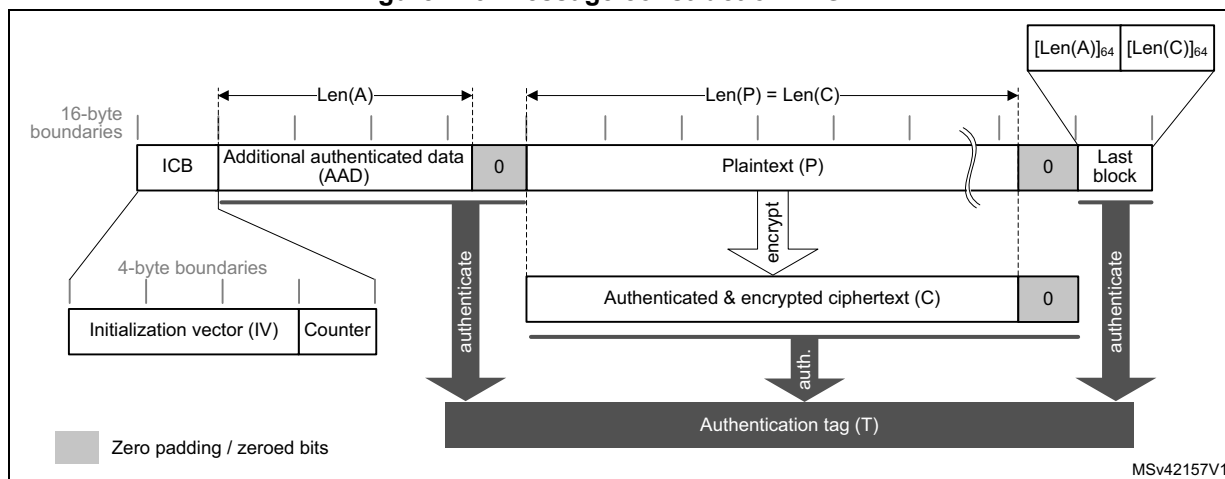 [Len(A)]64 [Len(C)]64
Len(A)
Len(P) = Len(C)
16-byte
boundaries
ICB
Additional authenticated data
(AAD)
0
Plaintext (P)
0
Last
block
encrypt
4-byte boundaries
authenticate
Authenticated & encrypted ciphertext (C)
0
authenticate
Initialization vector (IV)
Counter
auth.
Authentication tag (T)
Zero padding / zeroed bits
MSv42157V1